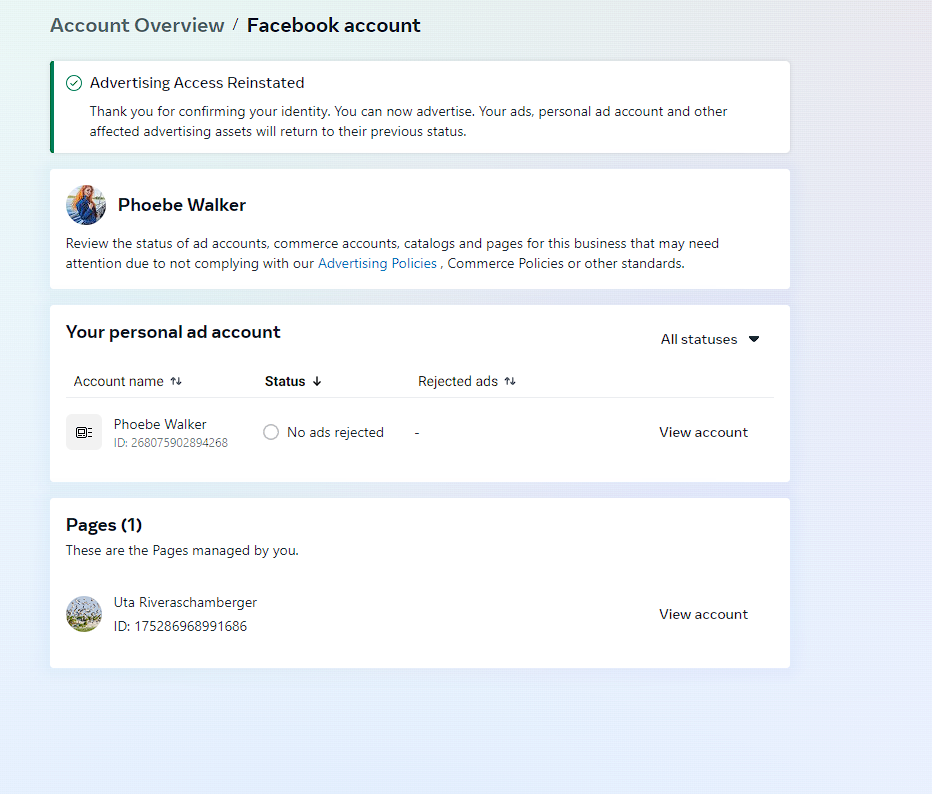 Account Overview / Facebook account
Advertising Access Reinstated
Thank you for confirming your identity. You can now advertise. Your ads, personal ad account and other
affected advertising assets will return to their previous status.
Phoebe Walker
Review the status of ad accounts, commerce accounts, catalogs and pages for this business that may need
attention due to not complying with our Advertising Policies , Commerce Policies or other standards.
Your personal ad account
All statuses
Account name Status Rejected ads
Phoebe Walker
ID: 268075902894268
No ads rejected - View account
Pages (1)
These are the Pages managed by you.
Uta Riveraschamberger
ID: 175286968991686
View account